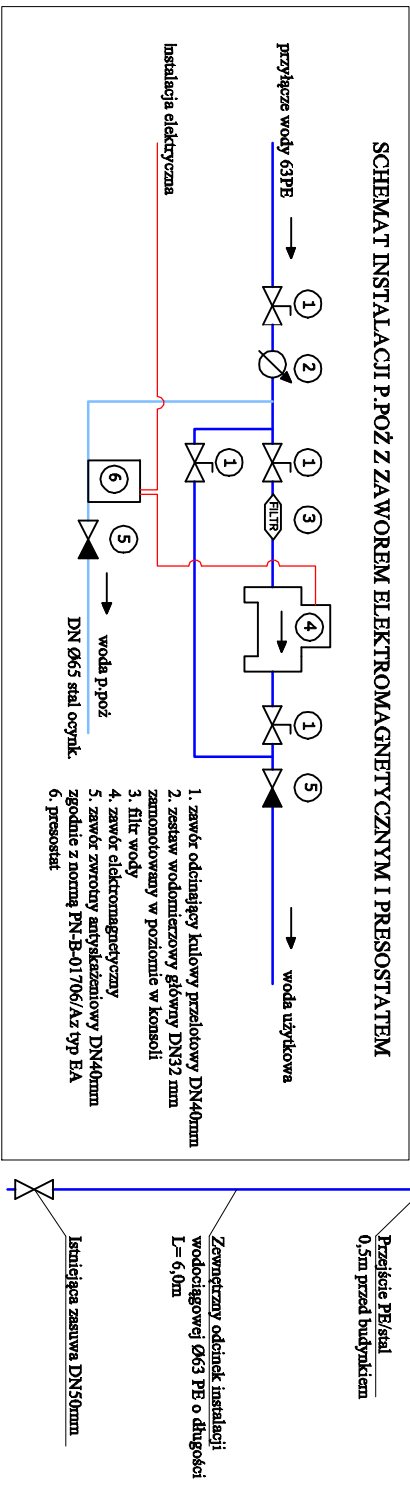 SCHEMAT INSTALACJI P.POŻ Z ZAWOREM ELEKTROMAGNETYCZNYM I PRESOSTATEM
przyłącze wody 63PE
1
2
1
3
4
1
5
woda użytkowa
FILTR
1
Instalacja elektryczna
6
5
woda p.poż
DN Ø65 stal ocynk.
1. zawór odcinający kulowy przelotowy DN40mm
2. zestaw wodomierzowy główny DN32 mm
zamonotowany w poziomie w konsoli
3. filtr wody
4. zawór elektromagnetyczny
5. zawór zwrotny antyskażeniowy DN40mm
zgodnie z normą PN-B-01706/Az typ EA
6. presostat
Przejście PE/stal
0,5m przed budynkiem
Zewnętrzny odcinek instalacji
wodociągowej Ø63 PE o długości
L= 6,0m
Istniejąca zasuwa DN50mm